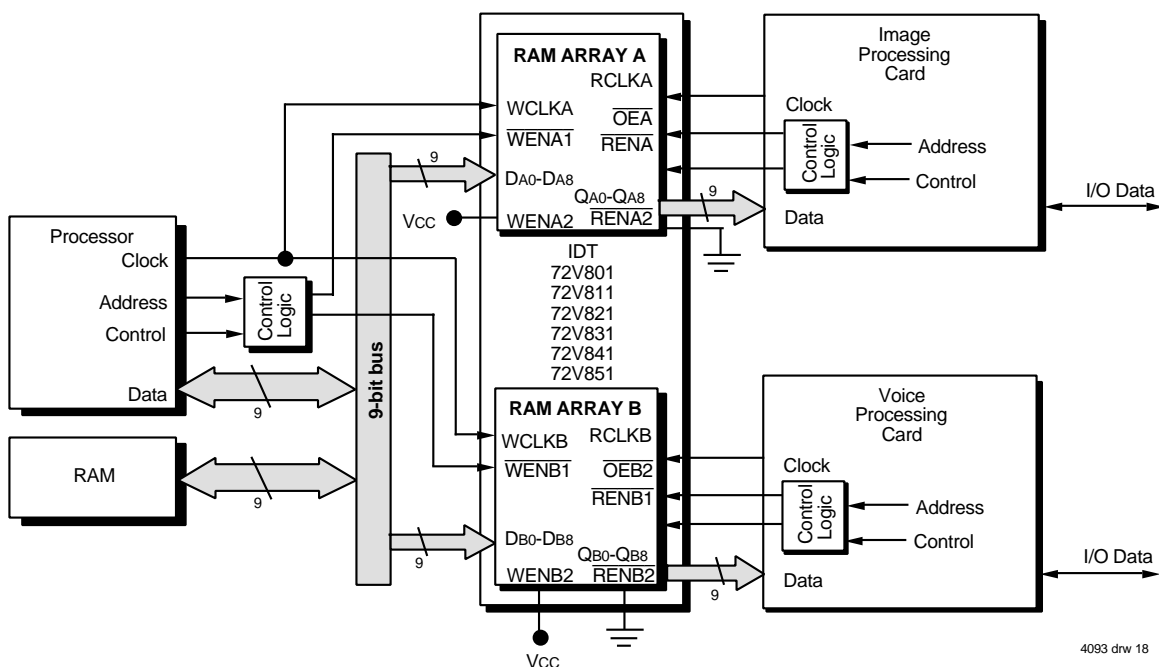 Processor
Clock
Address
Control
Data
9
RAM
9
Control
Logic
9-bit bus
9
9
VCC
RAM ARRAY A
RCLKA
WCLKA
OEA
WENA1
RENA
DA0-DA8
QA0-QA8
WENA2
RENA2
9
IDT
72V801
72V811
72V821
72V831
72V841
72V851
RAM ARRAY B
RCLKB
WCLKB
OEB2
WENB1
RENB1
DB0-DB8
QB0-QB8
WENB2
RENB2
9
VCC
Image
Processing
Card
Clock
Control
Logic
Address
Control
Data
I/O Data
Voice
Processing
Card
Clock
Control
Logic
Address
Control
Data
I/O Data
4093 drw 18